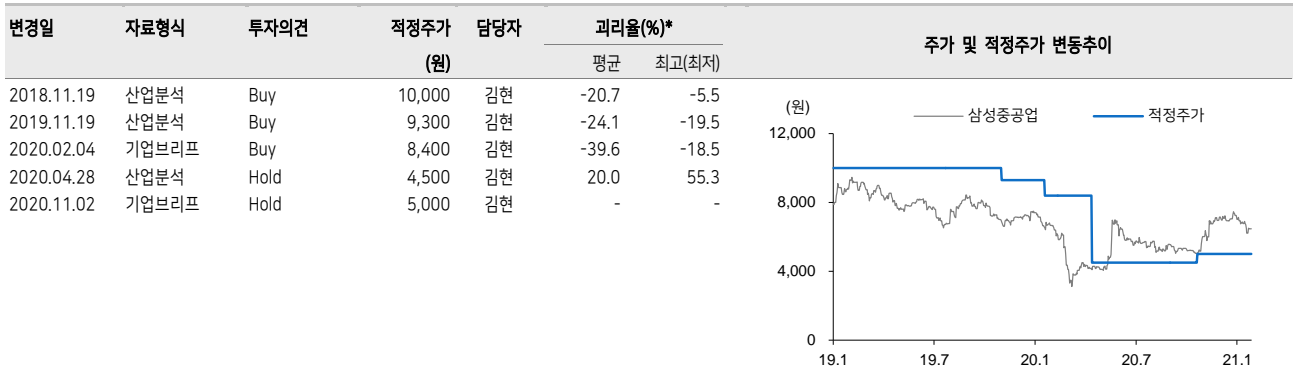 변경일 자료형식 투자의견 적정주가 담당자 괴리율(%)* 주가 및 적정주가 변동추이
(원) 평균 최고(최저)
2018.11.19 산업분석 Buy 10,000 김현 -20.7 -5.5
2019.11.19 산업분석 Buy 9,300 김현 -24.1 -19.5
2020.02.04 기업브리프 Buy 8,400 김현 -39.6 -18.5
2020.04.28 산업분석 Hold 4,500 김현 20.0 55.3
2020.11.02 기업브리프 Hold 5,000 김현 - -
(원) 삼성중공업 적정주가
12,000
8,000
4,000
0
19.1 19.7 20.1 20.7 21.1